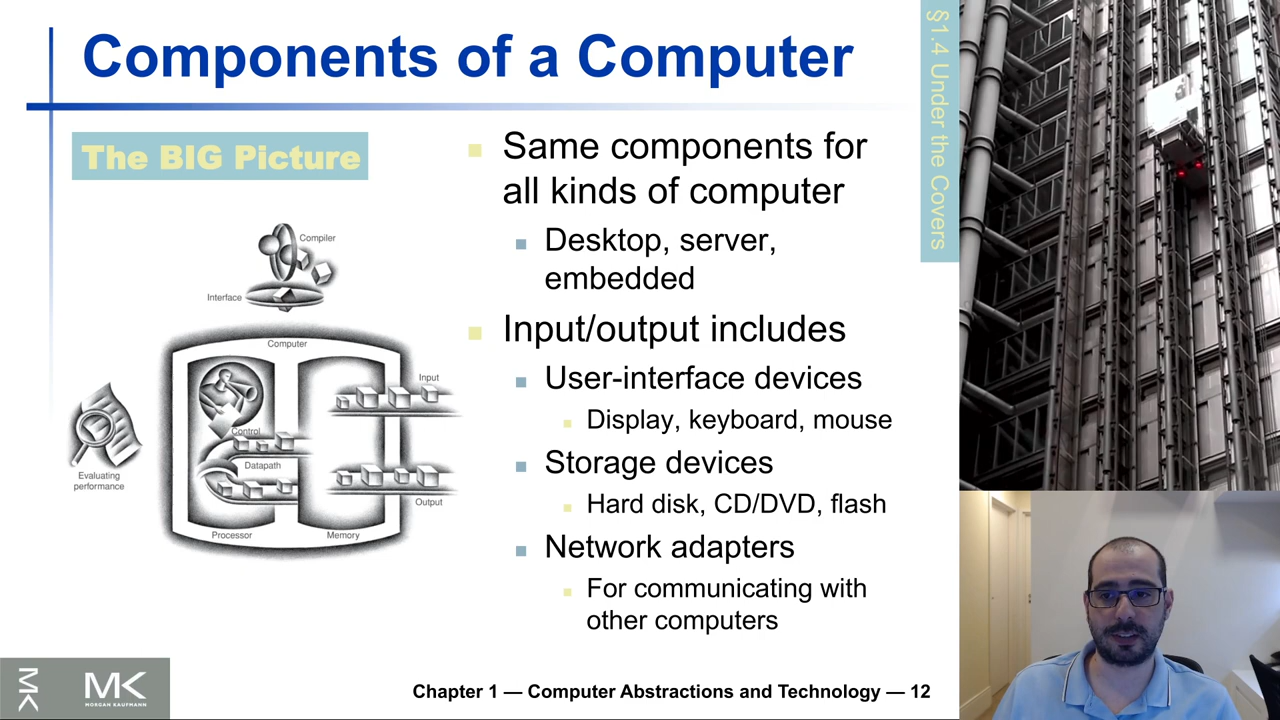 Components of a Computer
§1.4 Under the Covers
The BIG Picture
Compiler
Interface
Computer
Input
Control
Datapath
Evaluating
performance
Output
Processor
Memory
Same components for
all kinds of computer
Desktop, server,
embedded
Input/output includes
User-interface devices
Display, keyboard, mouse
Storage devices
Hard disk, CD/DVD, flash
Network adapters
For communicating with
other computers
MK
MK
MORGAN KAUFMANN
Chapter 1 — Computer Abstractions and Technology — 12